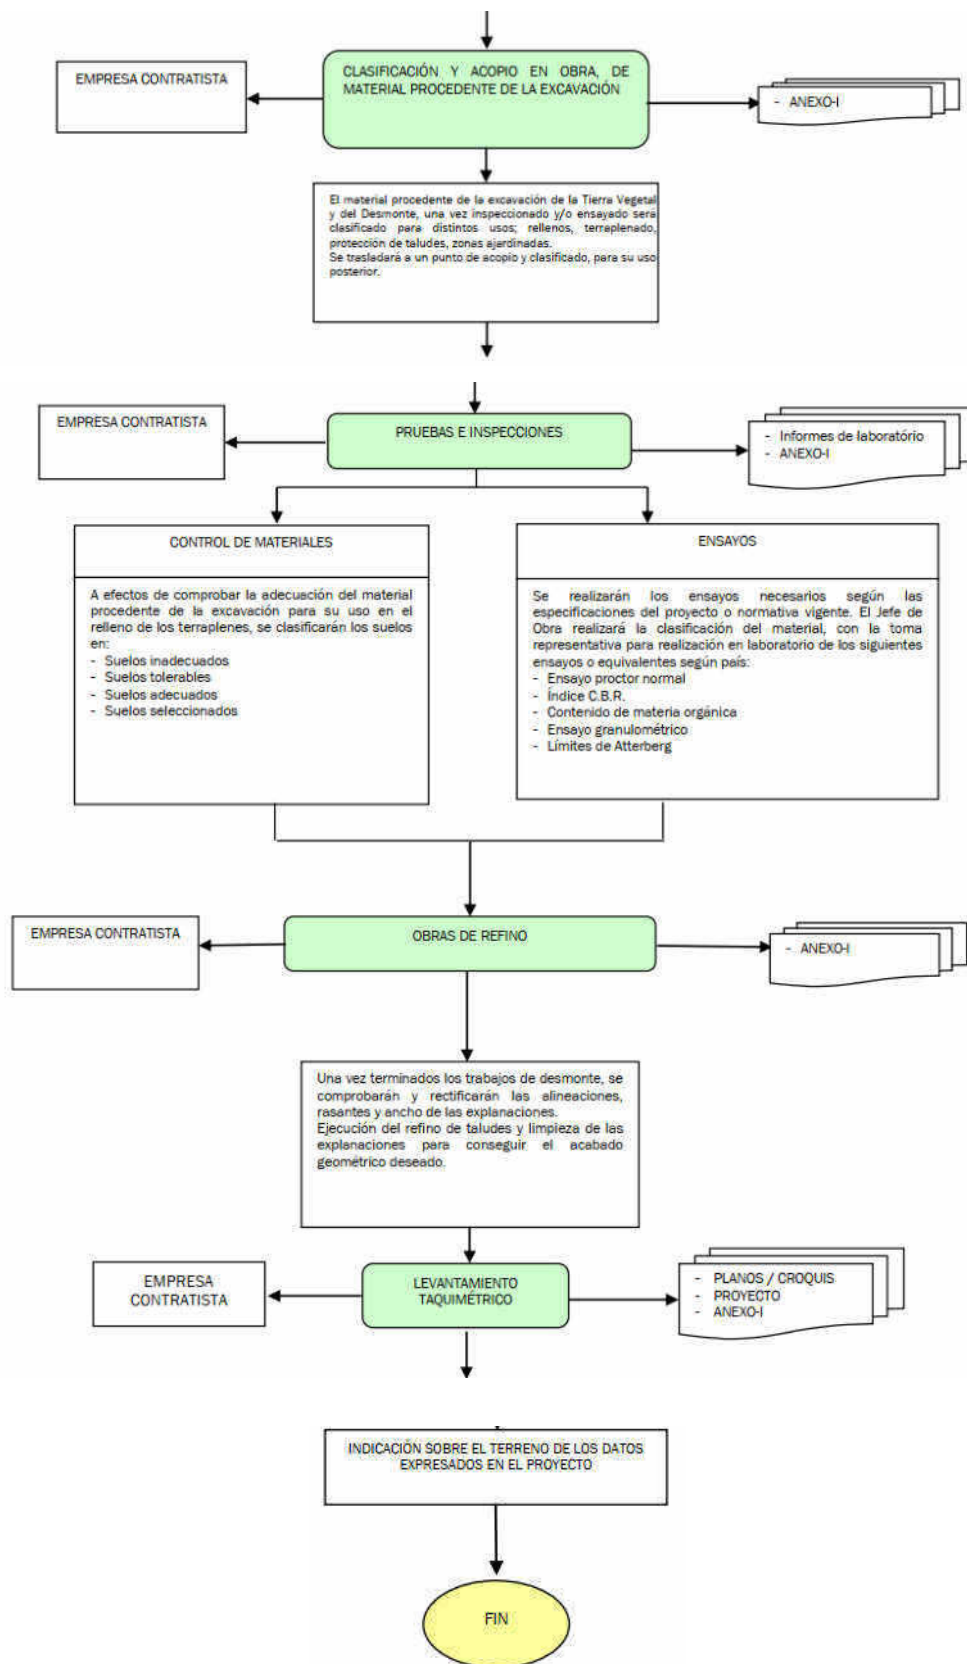 EMPRESA CONTRATISTA
CLASIFICACIÓN Y ACOPIO EN OBRA, DE
MATERIAL PROCEDENTE DE LA EXCAVACIÓN
- ANEXO-I
El material procedente de la excavación de la Tierra Vegetal
y del Desmonte, una vez inspeccionado y/o ensayado será
clasificado para distintos usos; rellenos, terraplenado,
protección de taludes, zonas ajardinadas.
Se trasladará a un punto de acopio y clasificado, para su uso
posterior.
EMPRESA CONTRATISTA
PRUEBAS E INSPECCIONES
- Informes de laboratório
- ANEXO-I
CONTROL DE MATERIALES
A efectos de comprobar la adecuación del material
procedente de la excavación para su uso en el
relleno de los terraplenes, se clasificarán los suelos
en:
- Suelos inadecuados
- Suelos tolerables
- Suelos adecuados
- Suelos seleccionados
ENSAYOS
Se realizarán los ensayos necesarios según las
especificaciones del proyecto o normativa vigente. El Jefe de
Obra realizará la clasificación del material, con la toma
representativa para realización en laboratorio de los siguientes
ensayos o equivalentes según país:
- Ensayo proctor normal
- Índice C.B.R.
- Contenido de materia orgánica
- Ensayo granulométrico
- Límites de Atterberg
EMPRESA CONTRATISTA
OBRAS DE REFINO
- ANEXO-I
Una vez terminados los trabajos de desmonte, se
comprobarán y rectificarán las alineaciones,
rasantes y ancho de las explanaciones.
Ejecución del refino de taludes y limpieza de las
explanaciones para conseguir el acabado
geométrico deseado.
EMPRESA
CONTRATISTA
LEVANTAMIENTO
TAQUIMÉTRICO
- PLANOS / CROQUIS
- PROYECTO
- ANEXO-I
INDICACIÓN SOBRE EL TERRENO DE LOS DATOS
EXPRESADOS EN EL PROYECTO
FIN